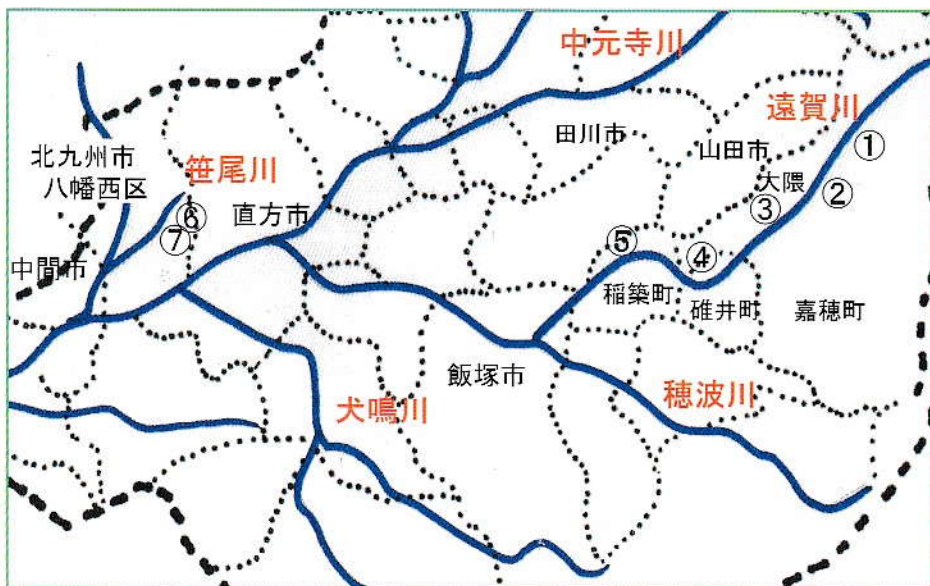 中元寺川
遠賀川
田川市
山田市
①
北九州市
八幡西区
笹尾川
大隈
②
⑥
直方市
③
⑦
⑤
④
中間市
稲築町
碓井町
嘉穂町
飯塚市
犬鳴川
穂波川